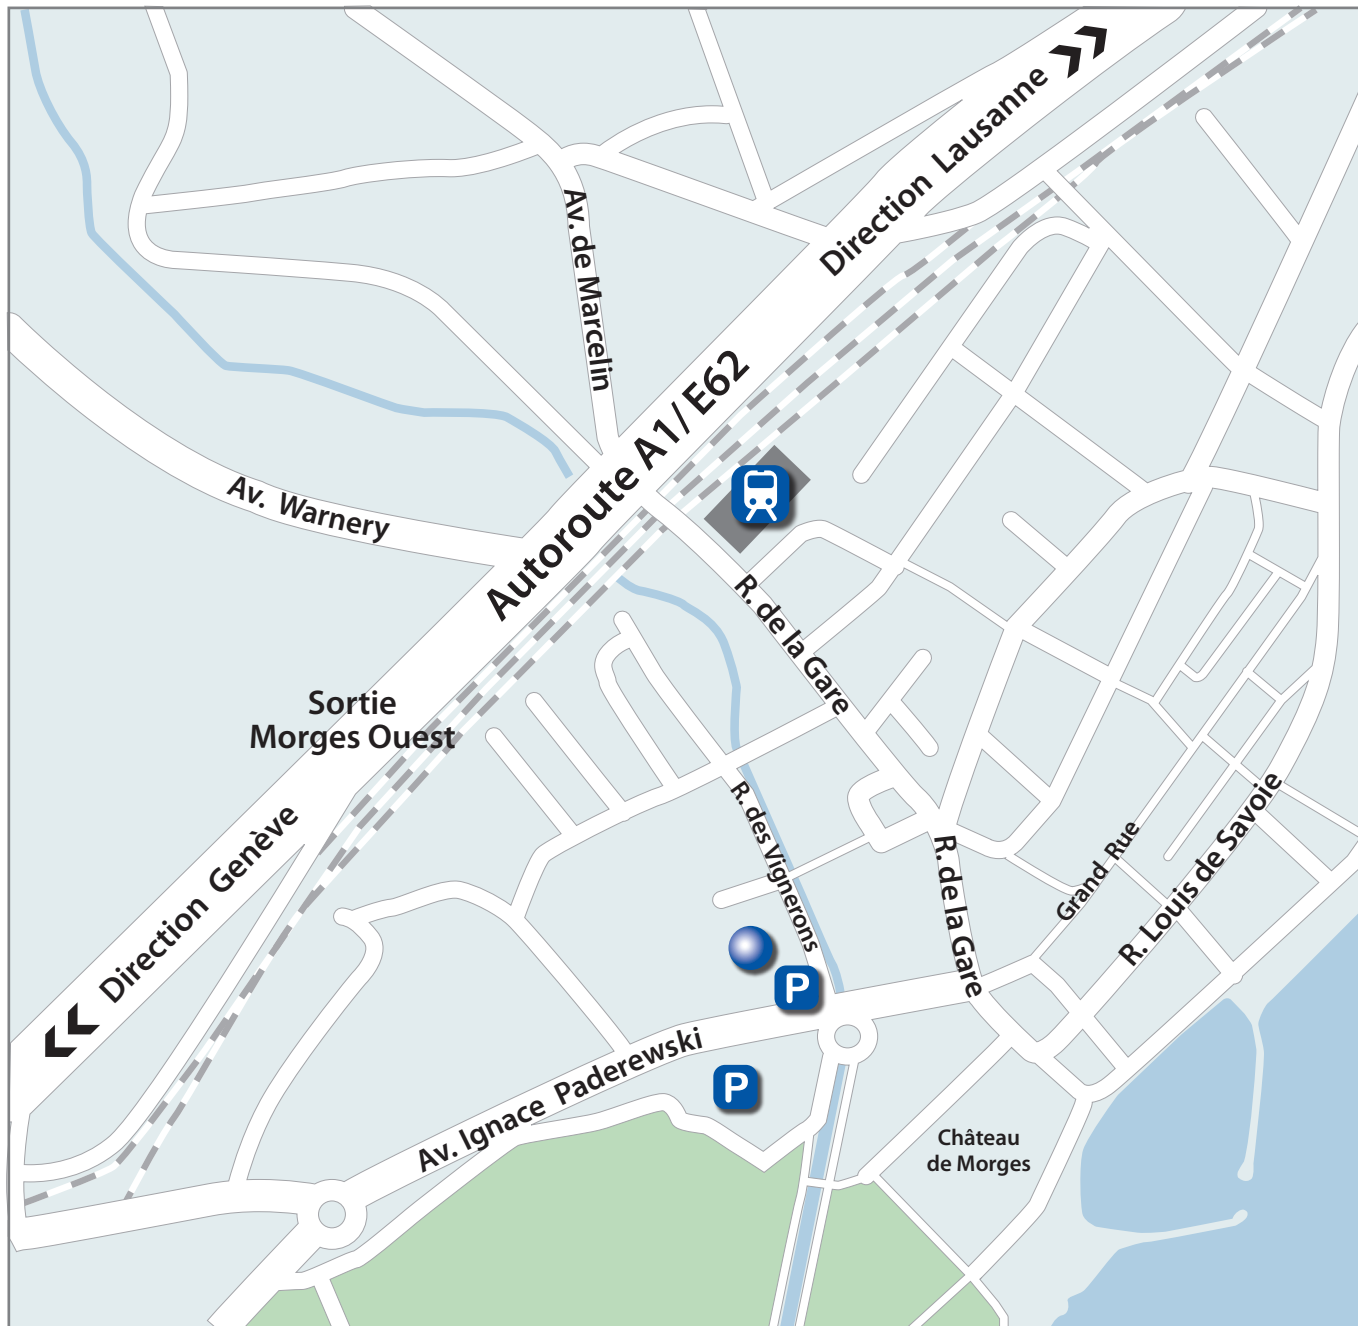 Direction Lausanne
Av. de Marcelin
Autoroute A1/ E62
Av. Warnery
R. de la Gare
Sortie
Morges Ouest
Direction Genève
R. des Vignerons
R. de la Gare
Grand Rue
R. Louis de Savoie
P
Av. Ignace Paderewski
P
Château
de Morges